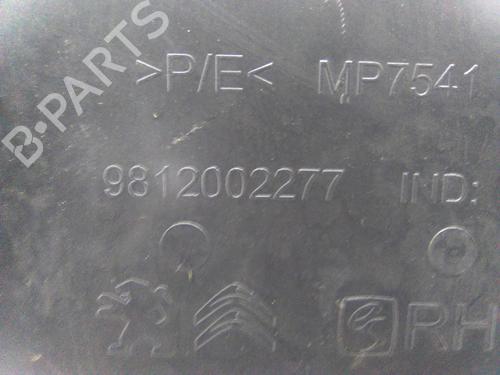 B-PARTS
>P/E< MP7541
9812002277 IND:
RH